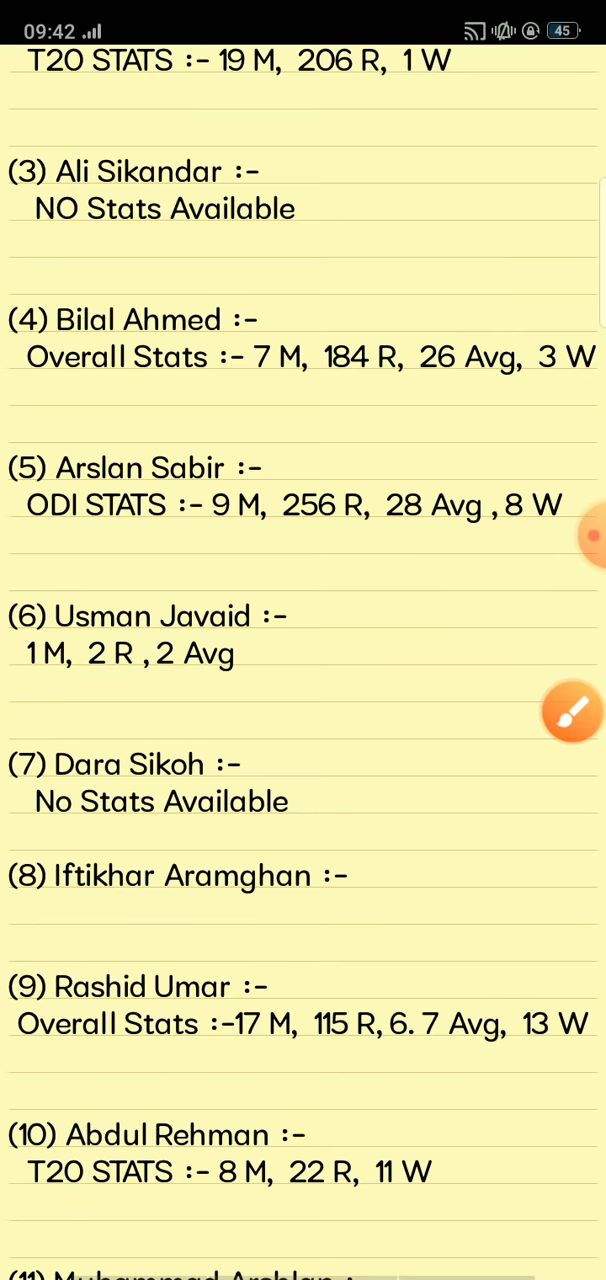 09:42
45
T20 STATS :- 19 M, 206 R, 1 W
(3) Ali Sikandar :-
NO Stats Available
(4) Bilal Ahmed :-
Overall Stats :- 7 M, 184 R, 26 Avg, 3 W
(5) Arslan Sabir :-
ODI STATS :- 9 M, 256 R, 28 Avg , 8 W
(6) Usman Javaid :-
1 M, 2 R , 2 Avg
(7) Dara Sikoh :-
No Stats Available
(8) Iftikhar Aramghan :-
(9) Rashid Umar :-
Overall Stats :-17 M, 115 R, 6. 7 Avg, 13 W
(10) Abdul Rehman :-
T20 STATS :- 8 M, 22 R, 11 W
(11) Muhammad